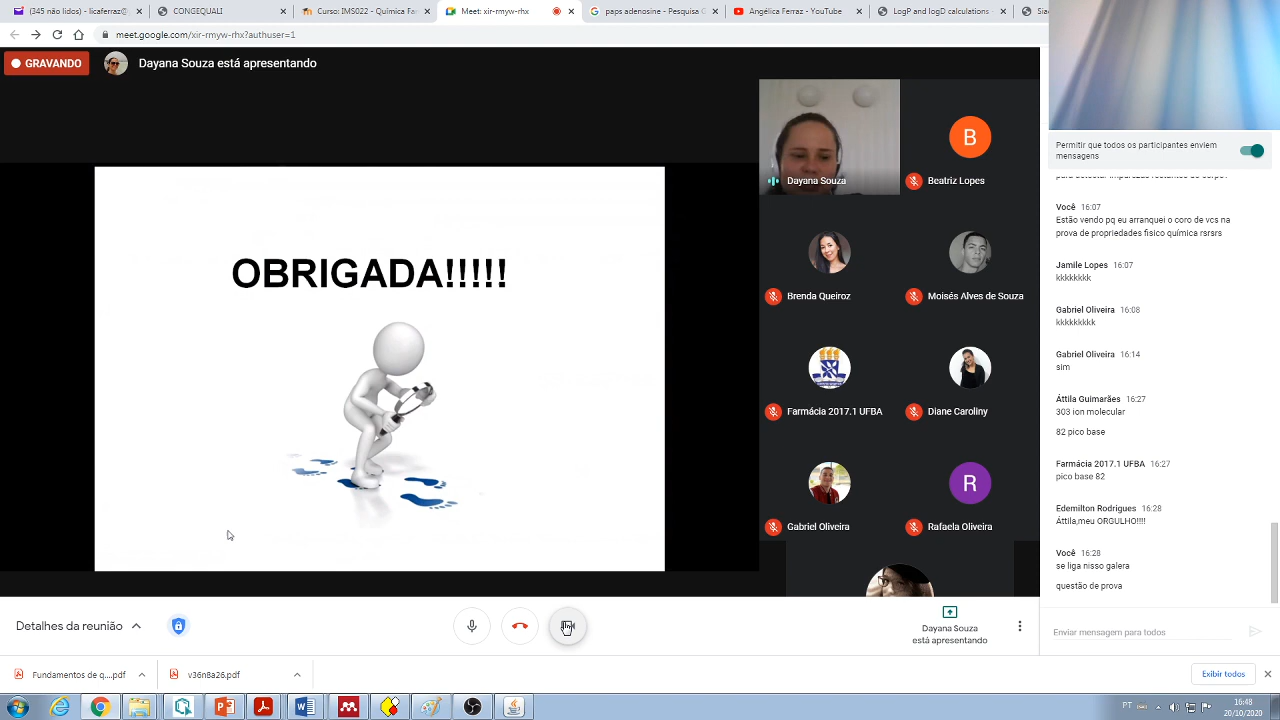 (345 não lidos) - licaferraz@
CONGEQUALI
Curso: IMS022 - Química Far
Meet: xir-rmyw-rhx
paps adenosine - Pesquisa G
Angélica Ferraz - YouTube
LogP and logD calculations
meet.google.com/xir-rmyw-rhx?authuser=1
GRAVANDO
Dayana Souza está apresentando
OBRIGADA!!!!!
Dayana Souza
B
Beatriz Lopes
Brenda Queiroz
Moisés Alves de Souza
Farmácia 2017.1 UFBA
Diane Caroliny
Gabriel Oliveira
R
Rafaela Oliveira
Permitir que todos os participantes enviem
mensagens
Você 16:07
Estão vendo pq eu arranquei o coro de vcs na
prova de propriedades fisico química rsrsrs
Jamile Lopes 16:07
kkkkkkkk
Gabriel Oliveira 16:08
kkkkkkkkk
Gabriel Oliveira 16:14
sim
Áttila Guimarães 16:27
303 ion molecular
82 pico base
Farmácia 2017.1 UFBA 16:27
pico base 82
Edemilton Rodrigues 16:28
Áttila,meu ORGULHO!!!!
Você 16:28
se liga nisso galera
questão de prova
Enviar mensagem para todos
Detalhes da reunião
Dayana Souza
está apresentando
Fundamentos de q....pdf
v36n8a26.pdf
Exibir todos
PT
16:48
20/10/2020